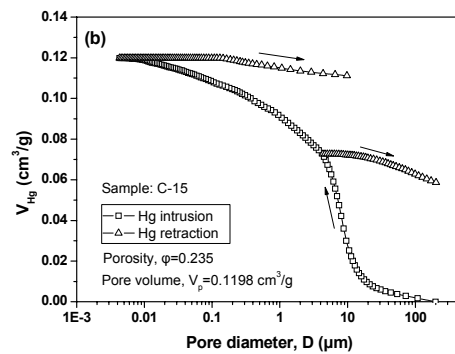 (b)
0.14
0.12
0.10
0.08
0.06
0.04
0.02
0.00
V_Hg (cm³/g)
Sample: C-15
Hg intrusion
Hg retraction
Porosity, φ=0.235
Pore volume, V_p=0.1198 cm³/g
1E-3 0.01 0.1 1 10 100
Pore diameter, D (µm)